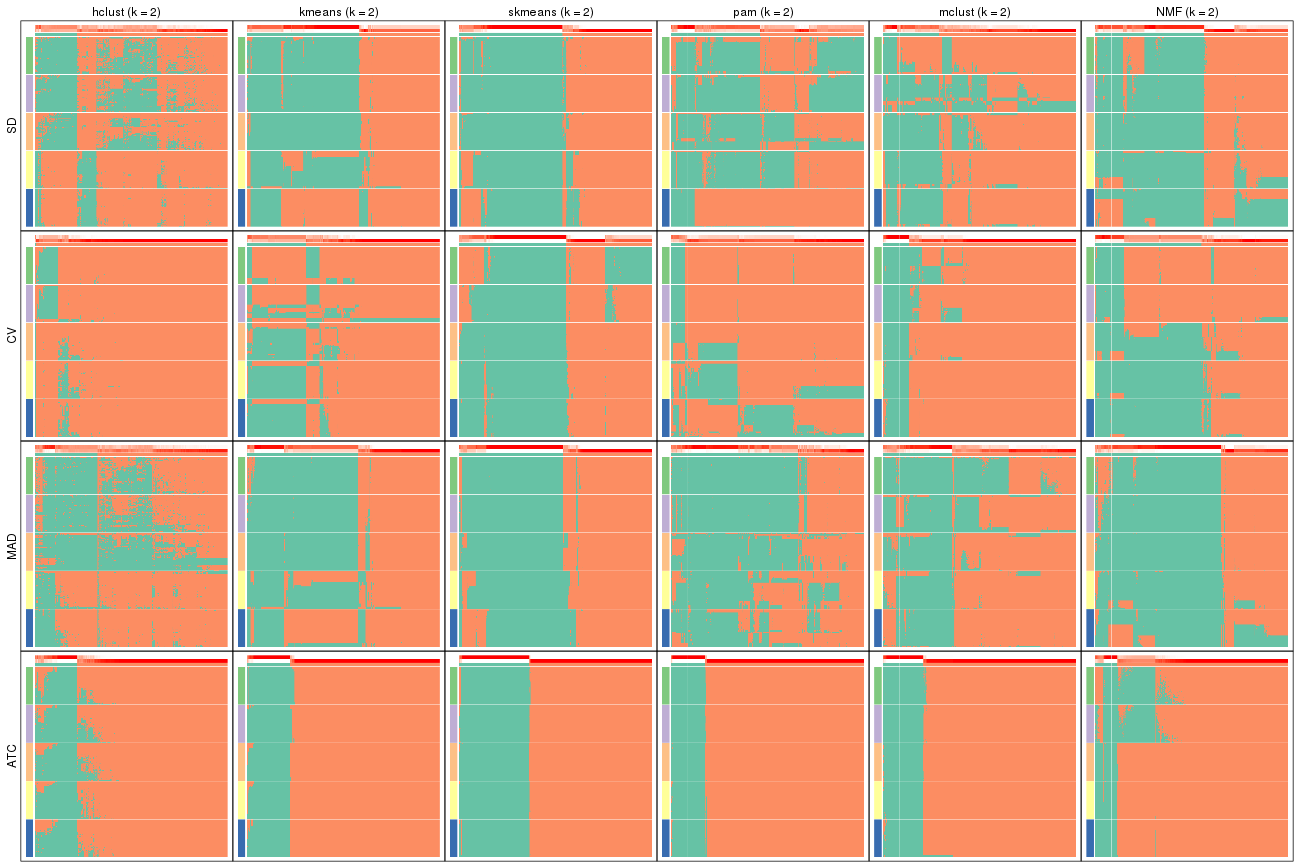 hclust (k = 2) kmeans (k = 2) skmeans (k = 2) pam (k = 2) mclust (k = 2) NMF (k = 2)
SD
CV
MAD
ATC